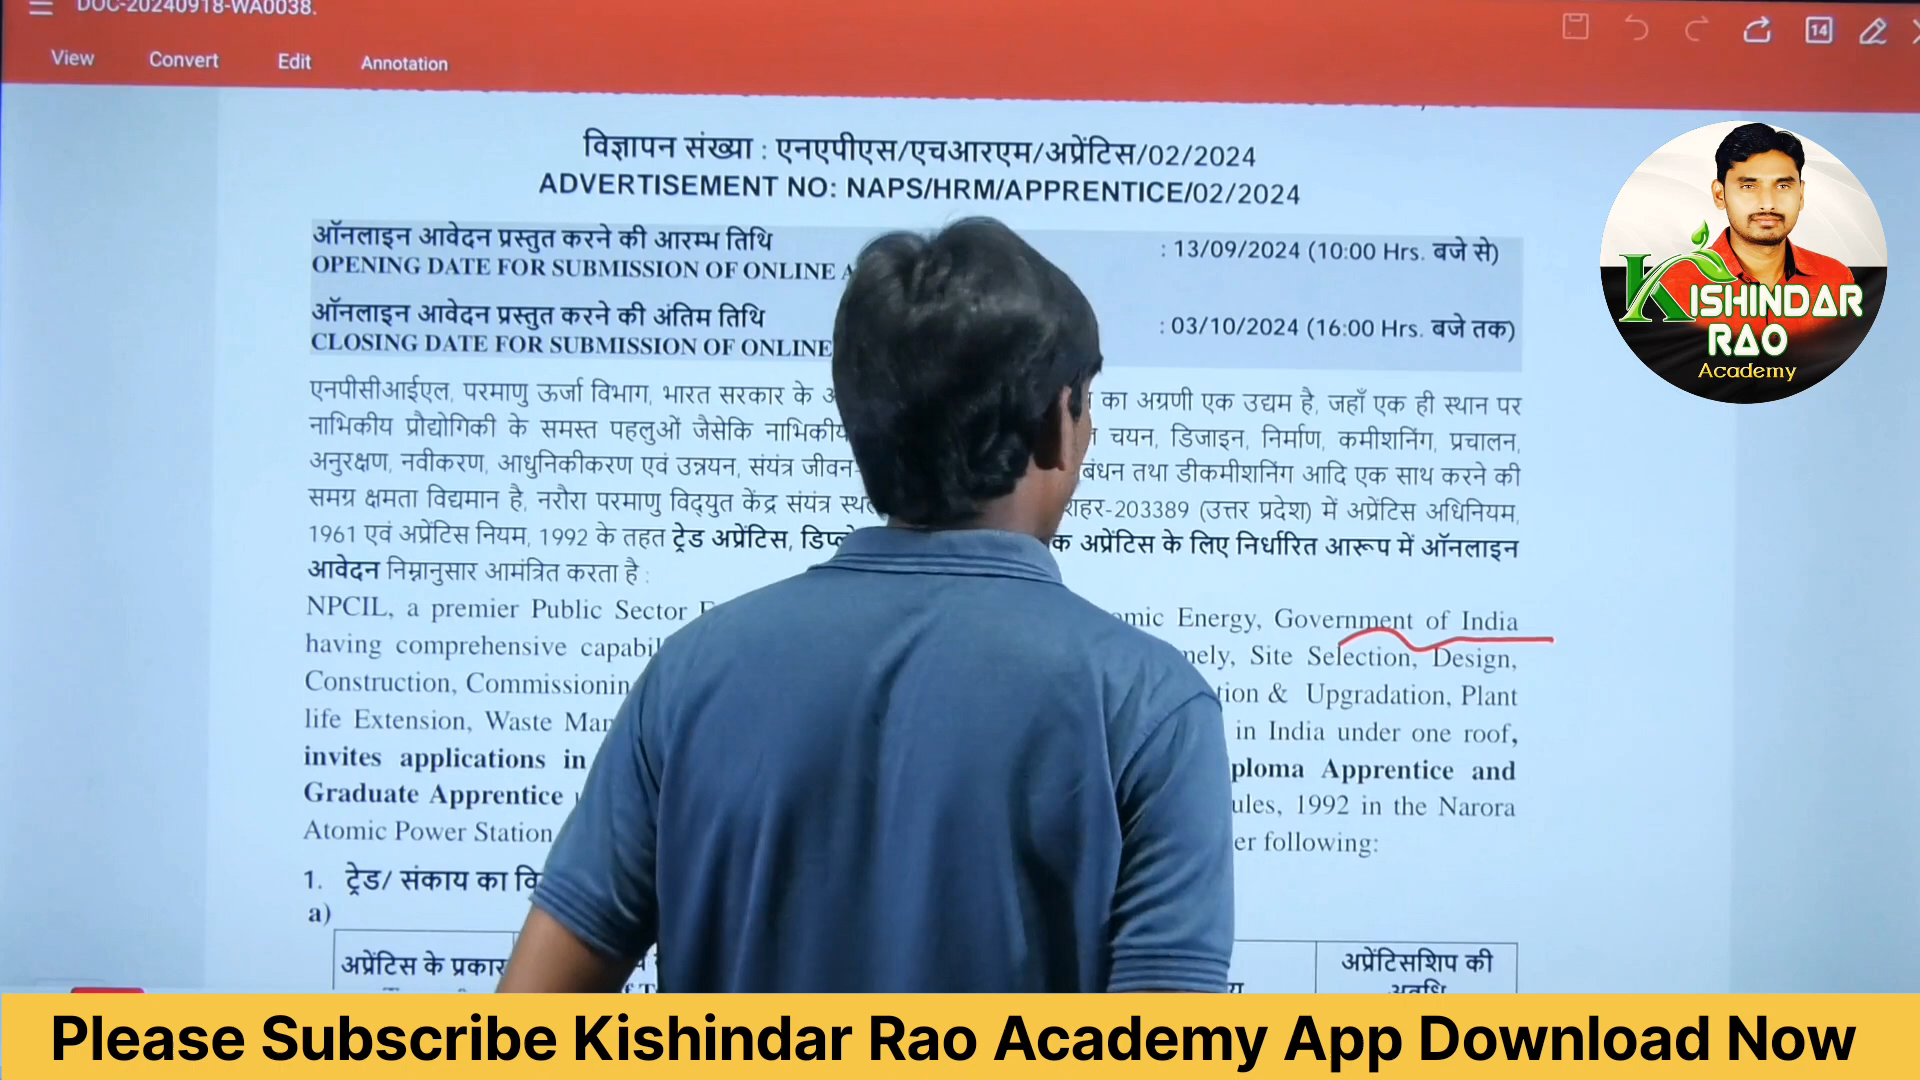 DOC-20240918-WA0038.
View Convert Edit Annotation
14
विज्ञापन संख्या : एनएपीएस/एचआरएम/अप्रेंटिस/02/2024
ADVERTISEMENT NO: NAPS/HRM/APPRENTICE/02/2024
ऑनलाइन आवेदन प्रस्तुत करने की आरम्भ तिथि : 13/09/2024 (10:00 Hrs. बजे से)
OPENING DATE FOR SUBMISSION OF ONLINE
ऑनलाइन आवेदन प्रस्तुत करने की अंतिम तिथि : 03/10/2024 (16:00 Hrs. बजे तक)
CLOSING DATE FOR SUBMISSION OF ONLINE
एनपीसीआईएल, परमाणु ऊर्जा विभाग, भारत सरकार के का अग्रणी एक उद्यम है, जहाँ एक ही स्थान पर
नाभिकीय प्रौद्योगिकी के समस्त पहलुओं जैसेकि नाभिकीय चयन, डिजाइन, निर्माण, कमीशनिंग, प्रचालन,
अनुरक्षण, नवीकरण, आधुनिकीकरण एवं उन्नयन, संयंत्र जीवन- बंधन तथा डीकमीशनिंग आदि एक साथ करने की
समग्र क्षमता विद्यमान है, नरौरा परमाणु विद्युत केंद्र संयंत्र शहर-203389 (उत्तर प्रदेश) में अप्रेंटिस अधिनियम,
1961 एवं अप्रेंटिस नियम, 1992 के तहत ट्रेड अप्रेंटिस, क अप्रेंटिस के लिए निर्धारित आरूप में ऑनलाइन
आवेदन निम्नानुसार आमंत्रित करता है :
NPCIL, a premier Public Sector omic Energy, Government of India
having comprehensive capabil nely, Site Selection, Design,
Construction, Commissionin tion & Upgradation, Plant
life Extension, Waste Man in India under one roof,
invites applications in ploma Apprentice and
Graduate Apprentice ules, 1992 in the Narora
Atomic Power Station er following:
1. ट्रेड/ संकाय का वि
a)
अप्रेंटिस के प्रकार अप्रेंटिसशिप की
अवधि
KISHINDAR
RAO
Academy
Please Subscribe Kishindar Rao Academy App Download Now